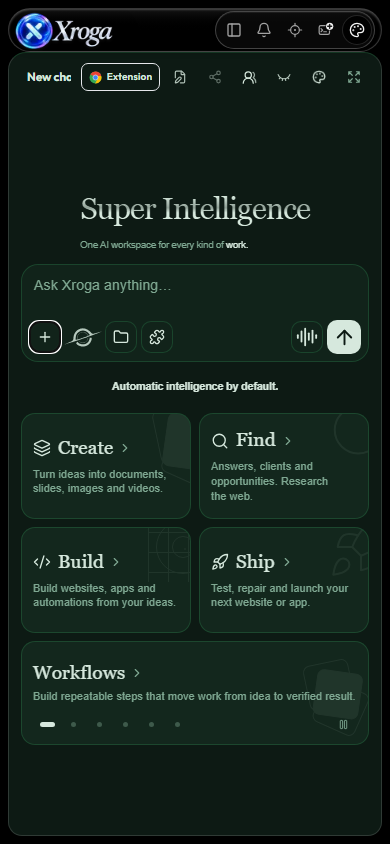 Xroga
New cha
Extension
Super Intelligence
One AI workspace for every kind of work.
Ask Xroga anything...
Automatic intelligence by default.
Create
Turn ideas into documents,
slides, images and videos.
Find
Answers, clients and
opportunities. Research
the web.
Build
Build websites, apps and
automations from your ideas.
Ship
Test, repair and launch your
next website or app.
Workflows
Build repeatable steps that move work from idea to verified result.